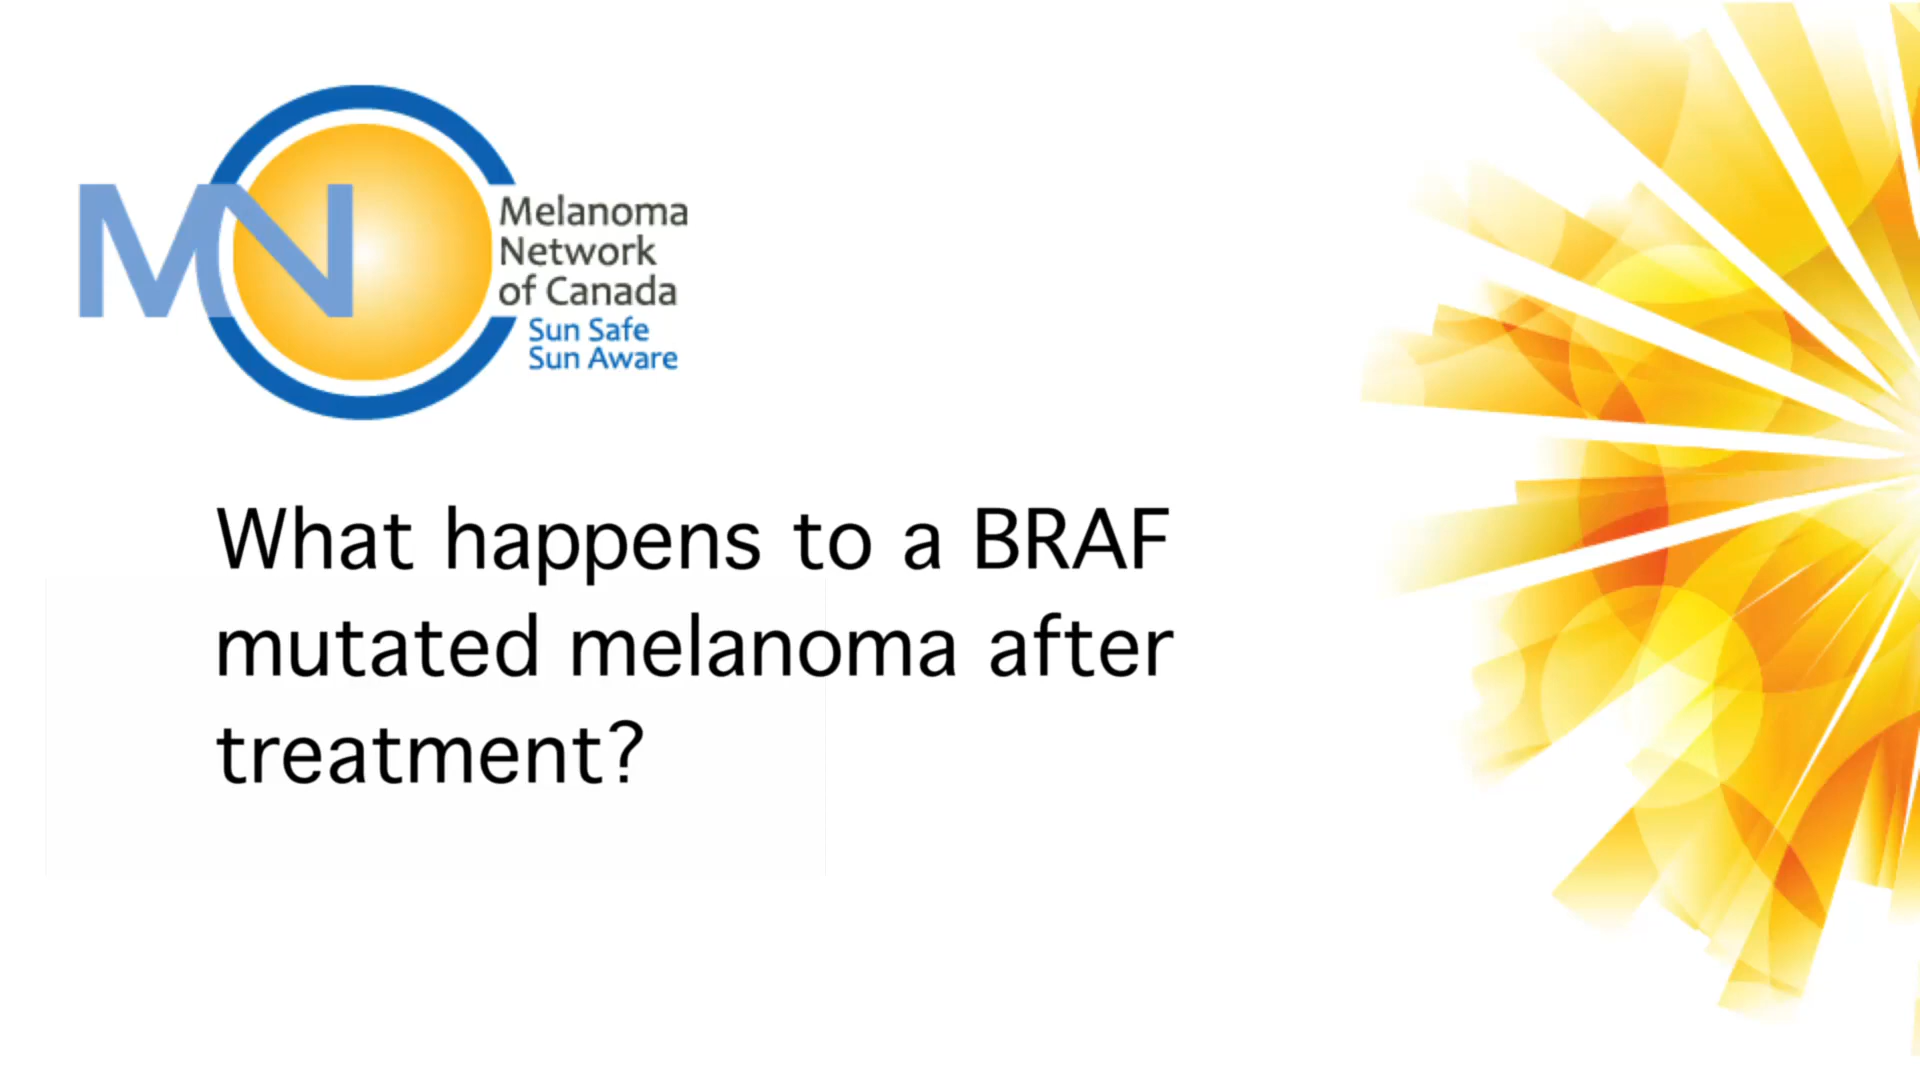 MN
Melanoma
Network
of Canada
Sun Safe
Sun Aware
What happens to a BRAF
mutated melanoma after
treatment?